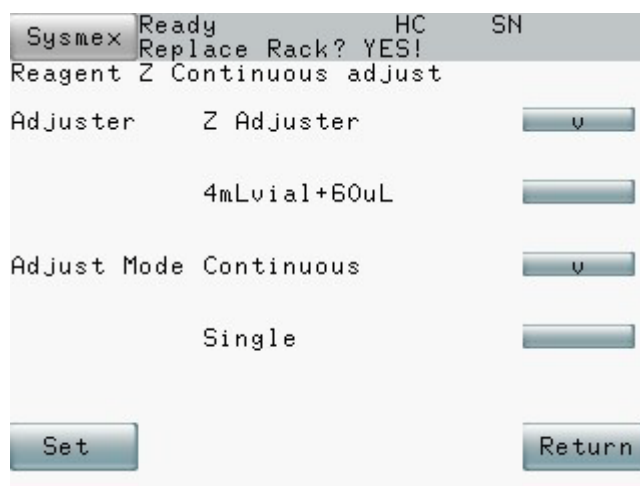 Sysmex Ready HC SN
Replace Rack? YES!
Reagent Z Continuous adjust
Adjuster Z Adjuster v
4mLvial+60uL
Adjust Mode Continuous v
Single
Set Return